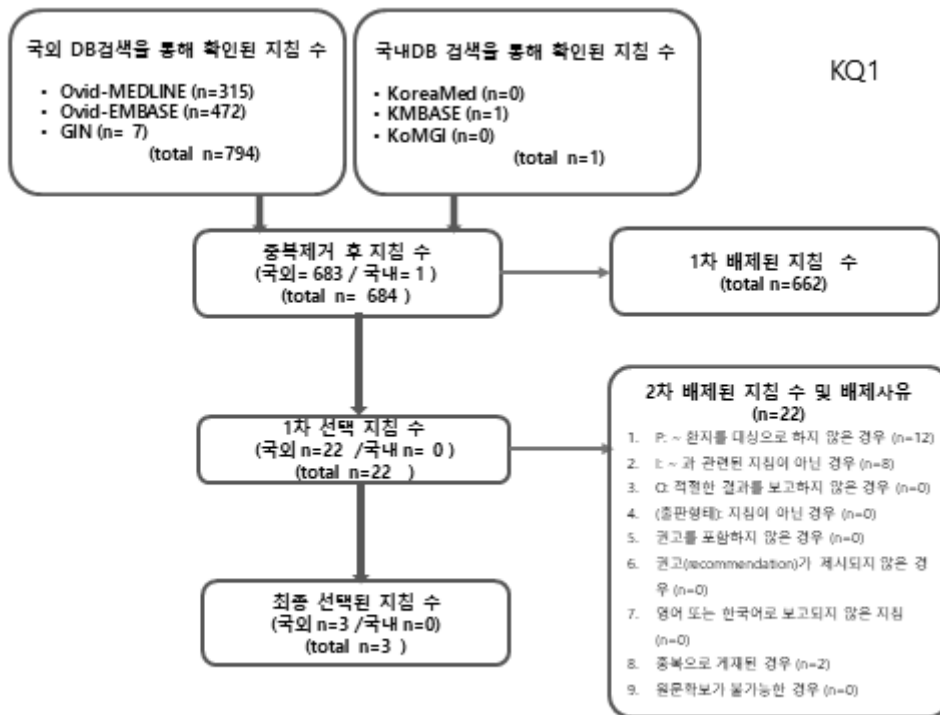 국외 DB검색을 통해 확인된 지침 수
• Ovid-MEDLINE (n=315)
• Ovid-EMBASE (n=472)
• GIN (n= 7)
(total n=794)
국내DB 검색을 통해 확인된 지침 수
• KoreaMed (n=0)
• KMBASE (n=1)
• KoMGI (n=0)
(total n=1)
KQ1
중복제거 후 지침 수
(국외= 683 / 국내= 1 )
(total n= 684 )
1차 배제된 지침 수
(total n=662)
1차 선택 지침 수
(국외 n=22 /국내 n= 0 )
(total n=22 )
2차 배제된 지침 수 및 배제사유
(n=22)
1. P: ~ 환자를 대상으로 하지 않은 경우 (n=12)
2. I: ~ 과 관련된 지침이 아닌 경우 (n=8)
3. O: 적절한 결과를 보고하지 않은 경우 (n=0)
4. (출판형태): 지침이 아닌 경우 (n=0)
5. 권고를 포함하지 않은 경우 (n=0)
6. 권고(recommendation)가 제시되지 않은 경
우 (n=0)
7. 영어 또는 한국어로 보고되지 않은 지침
(n=0)
8. 중복으로 게재된 경우 (n=2)
9. 원문확보가 불가능한 경우 (n=0)
최종 선택된 지침 수
(국외 n=3 /국내 n=0)
(total n=3 )